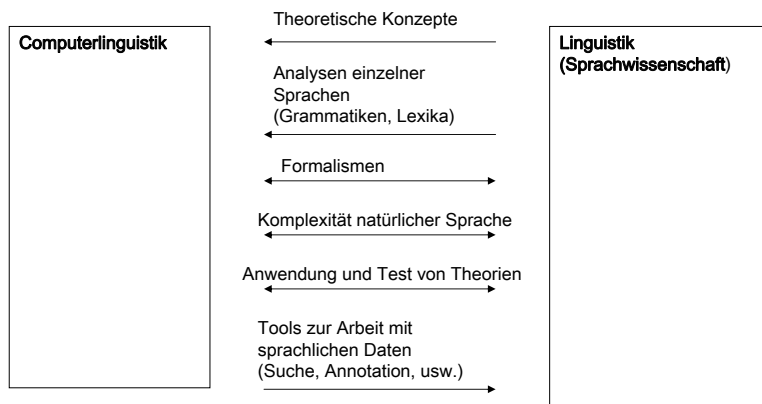 Theoretische Konzepte
Computerlinguistik
Linguistik
(Sprachwissenschaft)
Analysen einzelner
Sprachen
(Grammatiken, Lexika)
Formalismen
Komplexität natürlicher Sprache
Anwendung und Test von Theorien
Tools zur Arbeit mit
sprachlichen Daten
(Suche, Annotation, usw.)